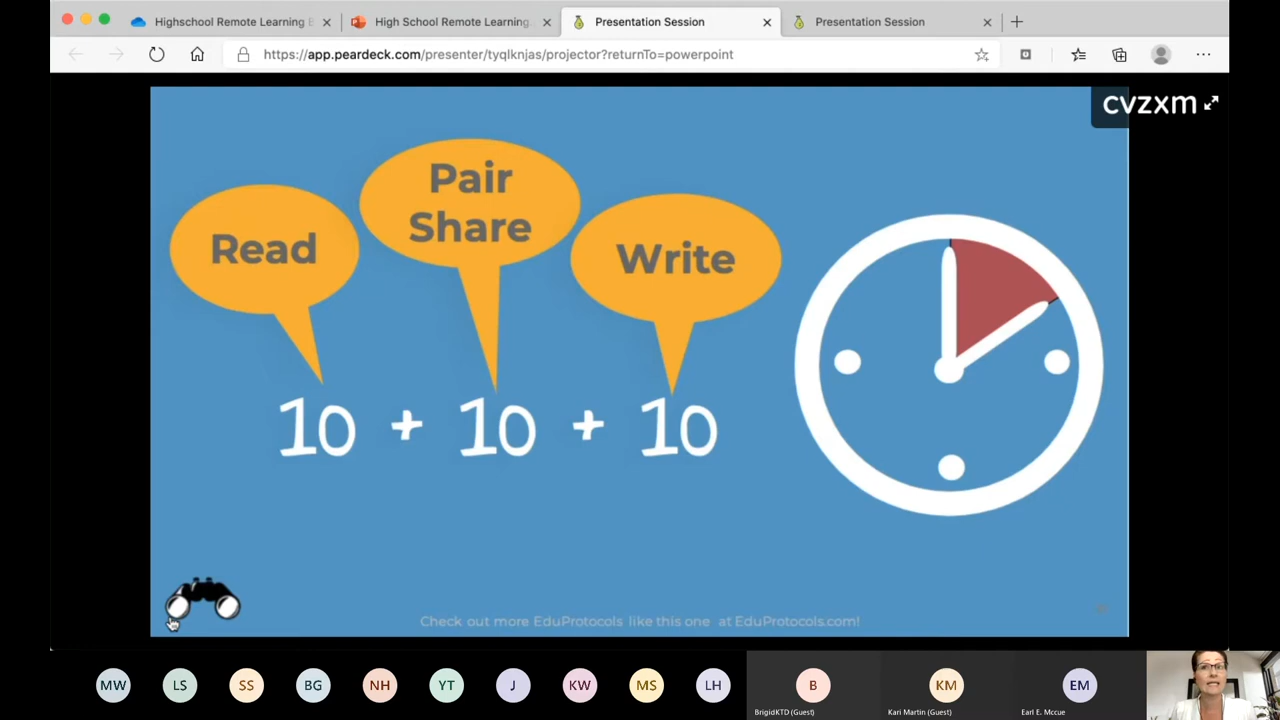 Highschool Remote Learning B
High School Remote Learning.
Presentation Session
Presentation Session
https://app.peardeck.com/presenter/tyqlknjas/projector?returnTo=powerpoint
cvzxm
Read
Pair
Share
Write
10 + 10 + 10
Check out more EduProtocols like this one at EduProtocols.com!
MW
LS
SS
BG
NH
YT
J
KW
MS
LH
B
KM
EM
BrigidKTD (Guest)
Kari Martin (Guest)
Earl E. Mccue